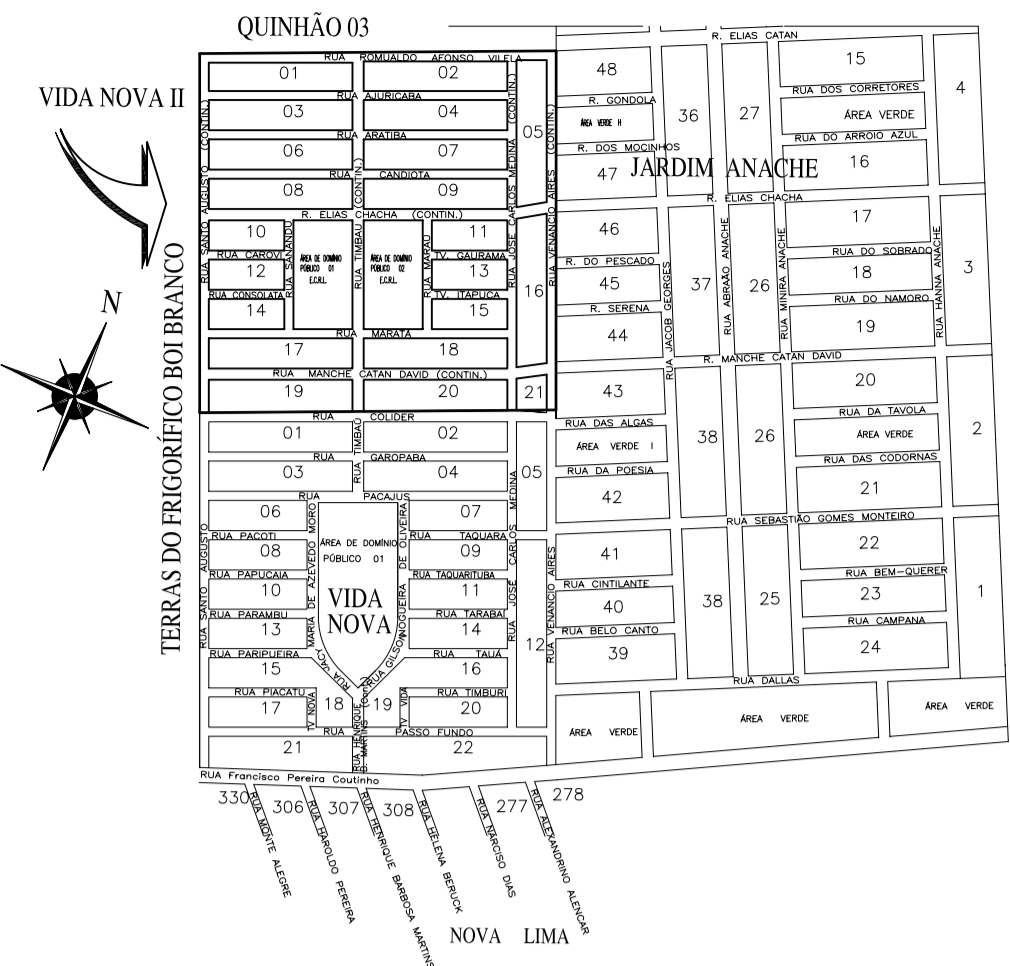 QUINHÃO 03
VIDA NOVA II
JARDIM ANACHE
TERRAS DO FRIGORÍFICO BOI BRANCO
N
RUA ROMUALDO AFONSO VILELA
01
02
RUA AJURICABA
03
04
RUA ARATIBA
06
07
RUA CANDIOTA
08
09
R. ELIAS CHACHA (CONTIN.)
10
11
RUA CAROVI
TV. GAURAMA
12
13
RUA CONSOLATA
TV. ITAPUCA
14
15
RUA SANANDU
ÁREA DE DOMÍNIO
PÚBLICO 01
E.C.R.L.
RUA TIMBAÚ (CONTIN.)
ÁREA DE DOMÍNIO
PÚBLICO 02
E.C.R.L.
RUA MARAU
RUA MARATÁ
17
18
RUA MANCHE CATAN DAVID (CONTIN.)
19
20
21
05
16
RUA SANTO AUGUSTO (CONTIN.)
RUA JOSÉ CARLOS MEDINA (CONTIN.)
RUA VENANCIO AIRES (CONTIN.)
RUA COLIDER
01
02
RUA TIMBAÚ
RUA GAROPABA
03
04
05
RUA PACAJUS
06
07
RUA PACOTI
RUA TAQUARA
08
09
RUA PAPUCAIA
RUA TAQUARITUBA
10
11
RUA PARAMBU
RUA TARABAI
13
14
12
RUA PARIPUEIRA
RUA TAUÁ
15
16
RUA PIACATU
RUA TIMBURI
17
18
19
20
TV NOVA
TV VIDA
RUA PASSO FUNDO
21
22
ÁREA DE DOMÍNIO
PÚBLICO 01
VIDA
NOVA
RUA JACY MARIA DE AZEVEDO MORO
RUA GILSON NOGUEIRA DE OLIVEIRA
RUA HENRIQUE
B. MARTINS (Cont.)
RUA SANTO AUGUSTO
RUA JOSÉ CARLOS MEDINA
RUA VENANCIO AIRES
RUA Francisco Pereira Coutinho
330
306
307
308
277
278
RUA MONTE ALEGRE
RUA HAROLDO PEREIRA
RUA HENRIQUE BARBOSA MARTINS
RUA HELENA BERUCK
RUA NARCISO DIAS
RUA ALEXANDRINO ALENCAR
NOVA LIMA
R. ELIAS CATAN
48
36
27
15
4
RUA DOS CORRETORES
R. GONDOLA
ÁREA VERDE H
ÁREA VERDE
RUA DO ARROIO AZUL
R. DOS MOCINHOS
47
16
R. ELIAS CHACHA
46
17
R. DO PESCADO
RUA DO SOBRADO
45
37
26
18
3
R. SERENA
RUA DO NAMORO
44
19
RUA JACOB GEORGES
RUA ABRAÃO ANACHE
RUA MINIRA ANACHE
RUA HANNA ANACHE
R. MANCHE CATAN DAVID
43
20
RUA DAS ALGAS
RUA DA TAVOLA
ÁREA VERDE I
38
26
ÁREA VERDE
2
RUA DA POESIA
RUA DAS CODORNAS
42
21
RUA SEBASTIÃO GOMES MONTEIRO
41
22
RUA CINTILANTE
RUA BEM-QUERER
40
38
25
23
1
RUA BELO CANTO
RUA CAMPANA
39
24
RUA DALLAS
ÁREA VERDE
ÁREA VERDE
ÁREA VERDE